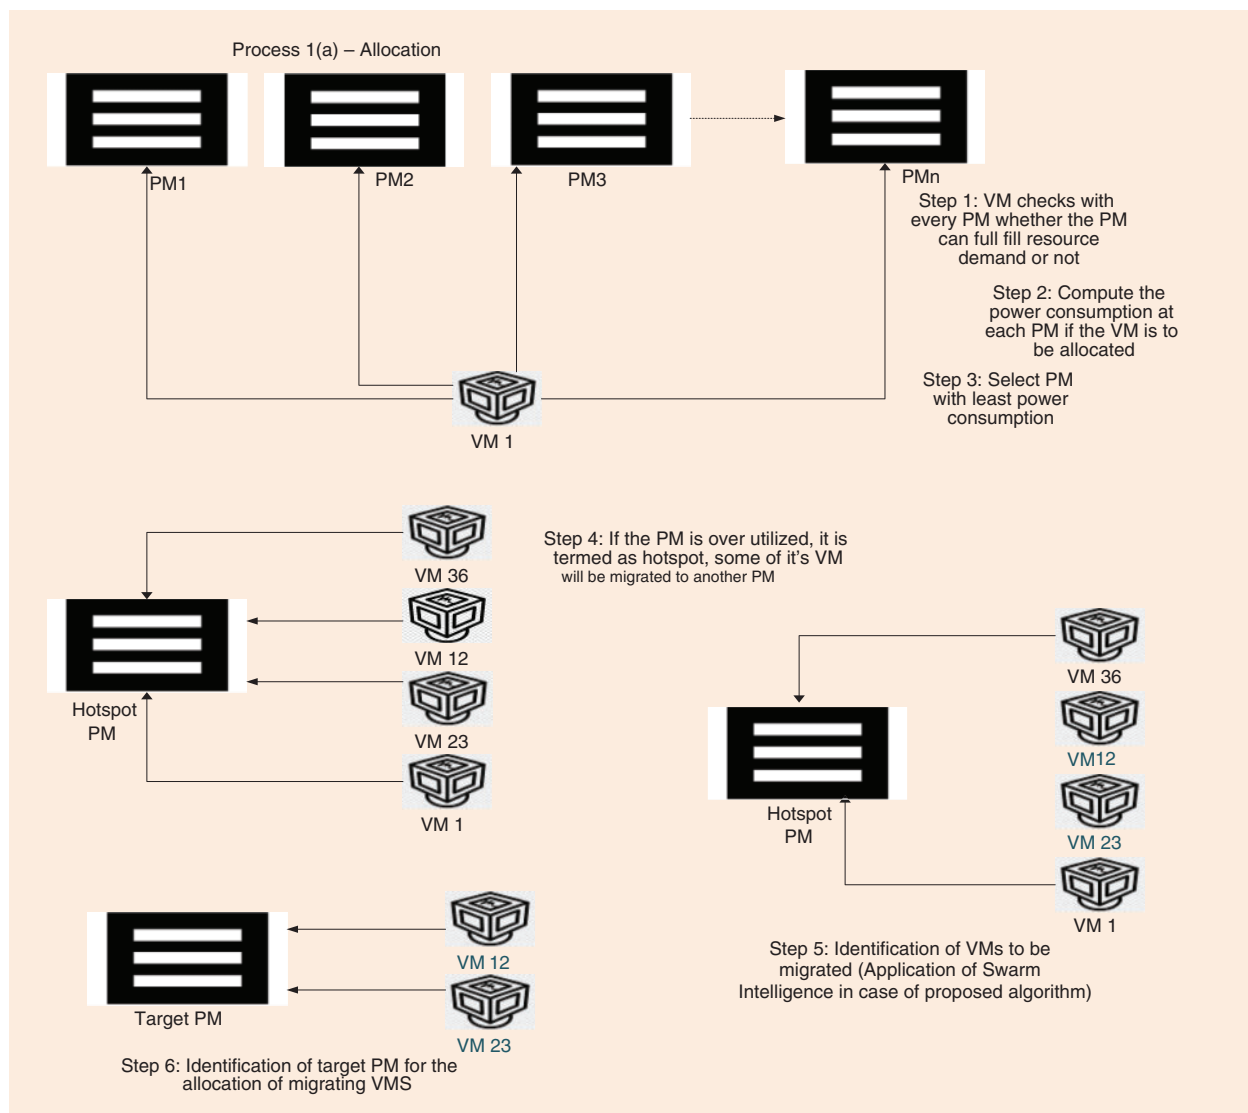 Process 1(a) – Allocation
PM1
PM2
PM3
PMn
Step 1: VM checks with
every PM whether the PM
can full fill resource
demand or not
Step 2: Compute the
power consumption at
each PM if the VM is to
be allocated
Step 3: Select PM
with least power
consumption
VM 1
VM 36
VM 12
VM 23
VM 1
Hotspot
PM
Step 4: If the PM is over utilized, it is
termed as hotspot, some of it's VM
will be migrated to another PM
VM 36
VM12
VM 23
VM 1
Hotspot
PM
Step 5: Identification of VMs to be
migrated (Application of Swarm
Intelligence in case of proposed algorithm)
VM 12
VM 23
Target PM
Step 6: Identification of target PM for the
allocation of migrating VMS